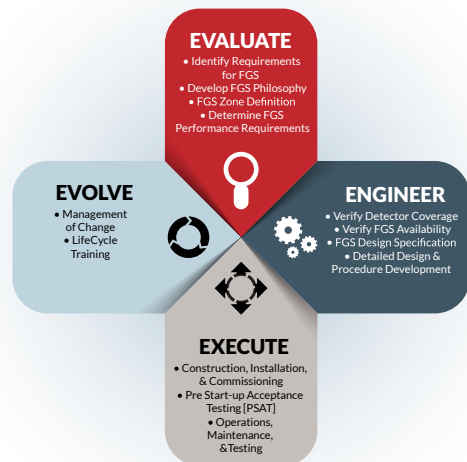 EVALUATE
• Identify Requirements
for FGS
• Develop FGS Philosophy
• FGS Zone Definition
• Determine FGS
Performance Requirements
EVOLVE
• Management
of Change
• LifeCycle
Training
ENGINEER
• Verify Detector Coverage
• Verify FGS Availability
• FGS Design Specification
• Detailed Design &
Procedure Development
EXECUTE
• Construction, Installation,
& Commissioning
• Pre Start-up Acceptance
Testing [PSAT]
• Operations,
Maintenance,
&Testing